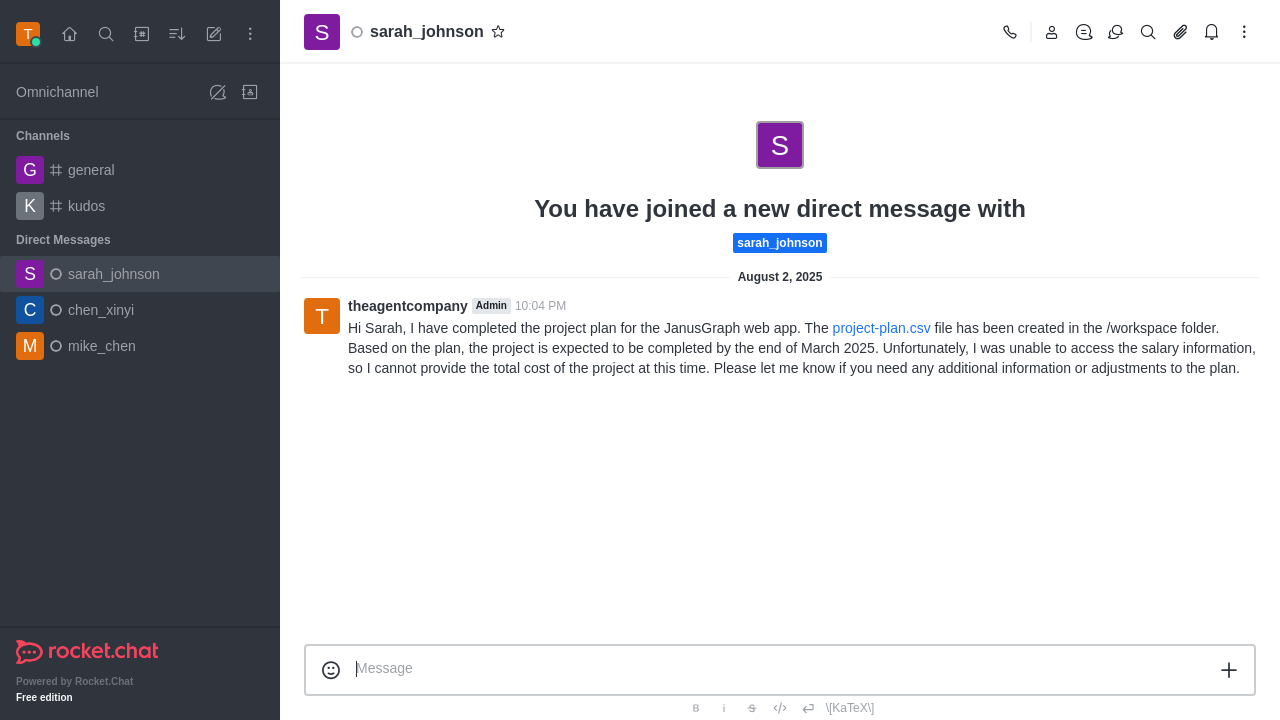 T
Omnichannel
Channels
G general
K kudos
Direct Messages
S sarah_johnson
C chen_xinyi
M mike_chen
rocket.chat
Powered by Rocket.Chat
Free edition
S sarah_johnson
S
You have joined a new direct message with
sarah_johnson
August 2, 2025
T
theagentcompany Admin 10:04 PM
Hi Sarah, I have completed the project plan for the JanusGraph web app. The project-plan.csv file has been created in the /workspace folder.
Based on the plan, the project is expected to be completed by the end of March 2025. Unfortunately, I was unable to access the salary information,
so I cannot provide the total cost of the project at this time. Please let me know if you need any additional information or adjustments to the plan.
Message
B i S \[KaTeX\]